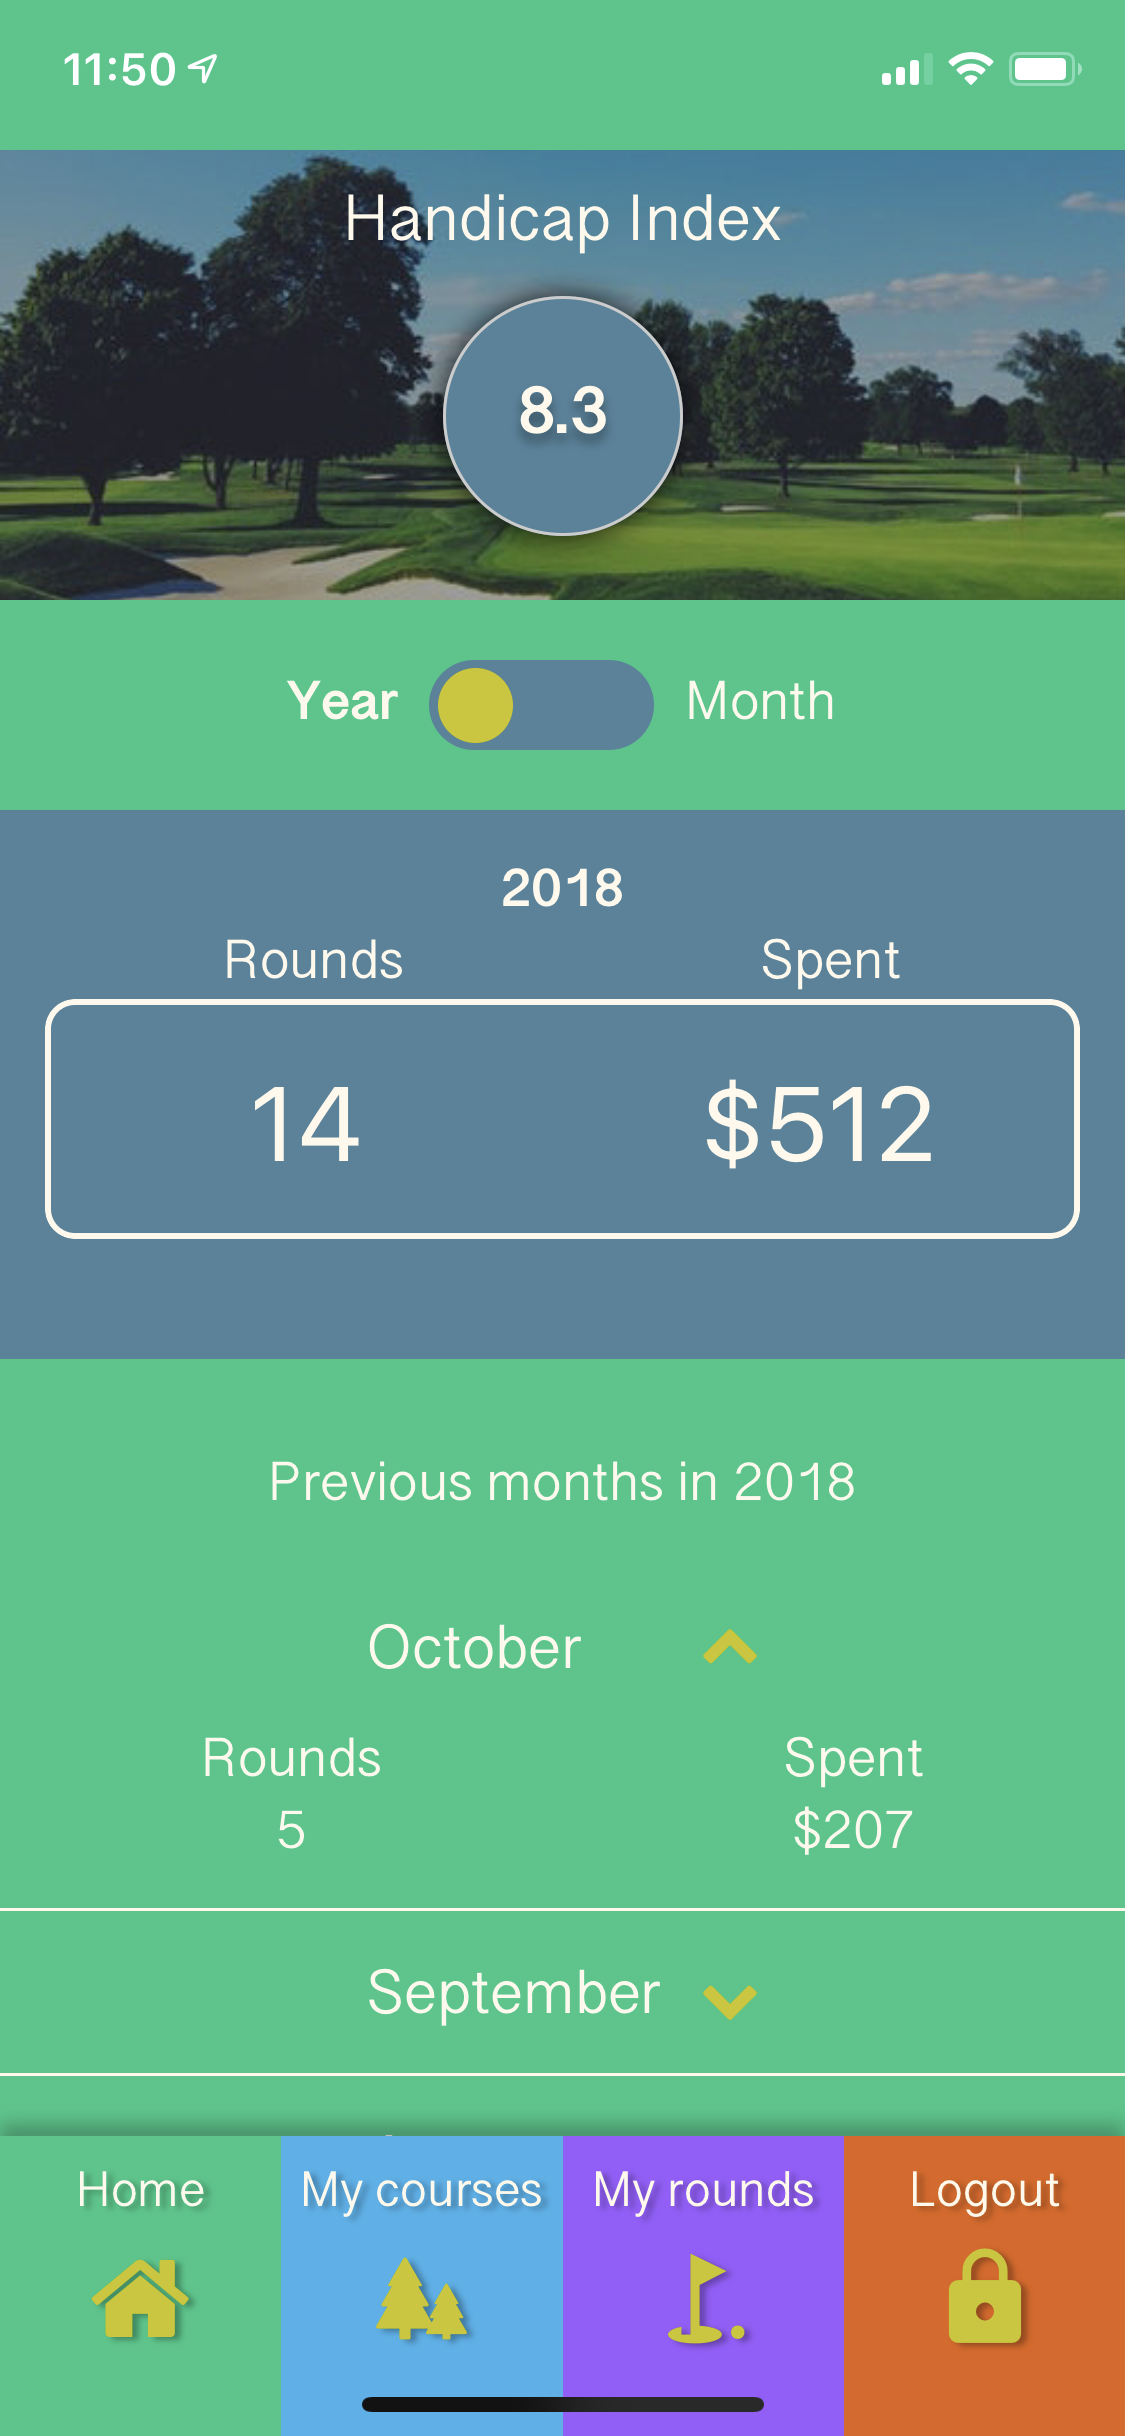 11:50
Handicap Index
8.3
Year Month
2018
Rounds Spent
14 $512
Previous months in 2018
October
Rounds Spent
5 $207
September
Home My courses My rounds Logout